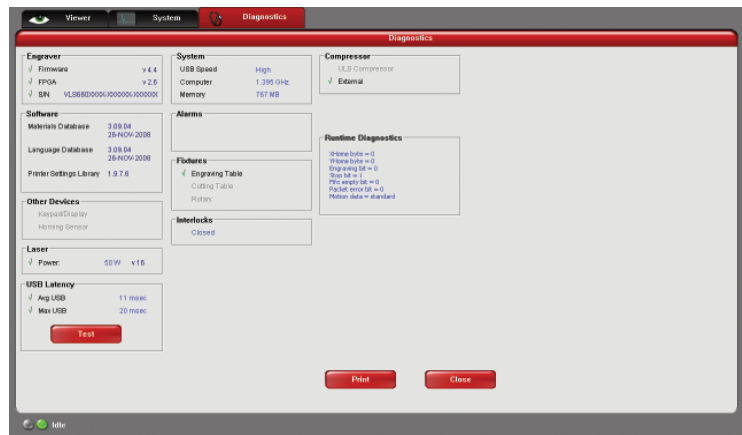 Viewer
System
Diagnostics
Diagnostics
Engraver
Firmware v 4.4
FPGA v 2.6
S/N
Software
Materials Database 3.09.04
26-NOV-2008
Language Database 3.09.04
26-NOV-2008
Printer Settings Library 1.9.7.6
Other Devices
Keypad/Display
Homing Sensor
Laser
Power: v16
USB Latency
Avg USB 11 msec
Max USB 20 msec
Test
System
USB Speed High
Computer 1.395 GHz
Memory 767 MB
Alarms
Fixtures
Engraving Table
Cutting Table
Rotary
Interlocks
Closed
Compressor
ULS Compressor
External
Runtime Diagnostics
XHome byte = 0
YHome byte = 0
Engraving bit = 0
Stop bit = 1
Fifo empty bit = 0
Packet error bit = 0
Motion data = standard
Print
Close
Idle